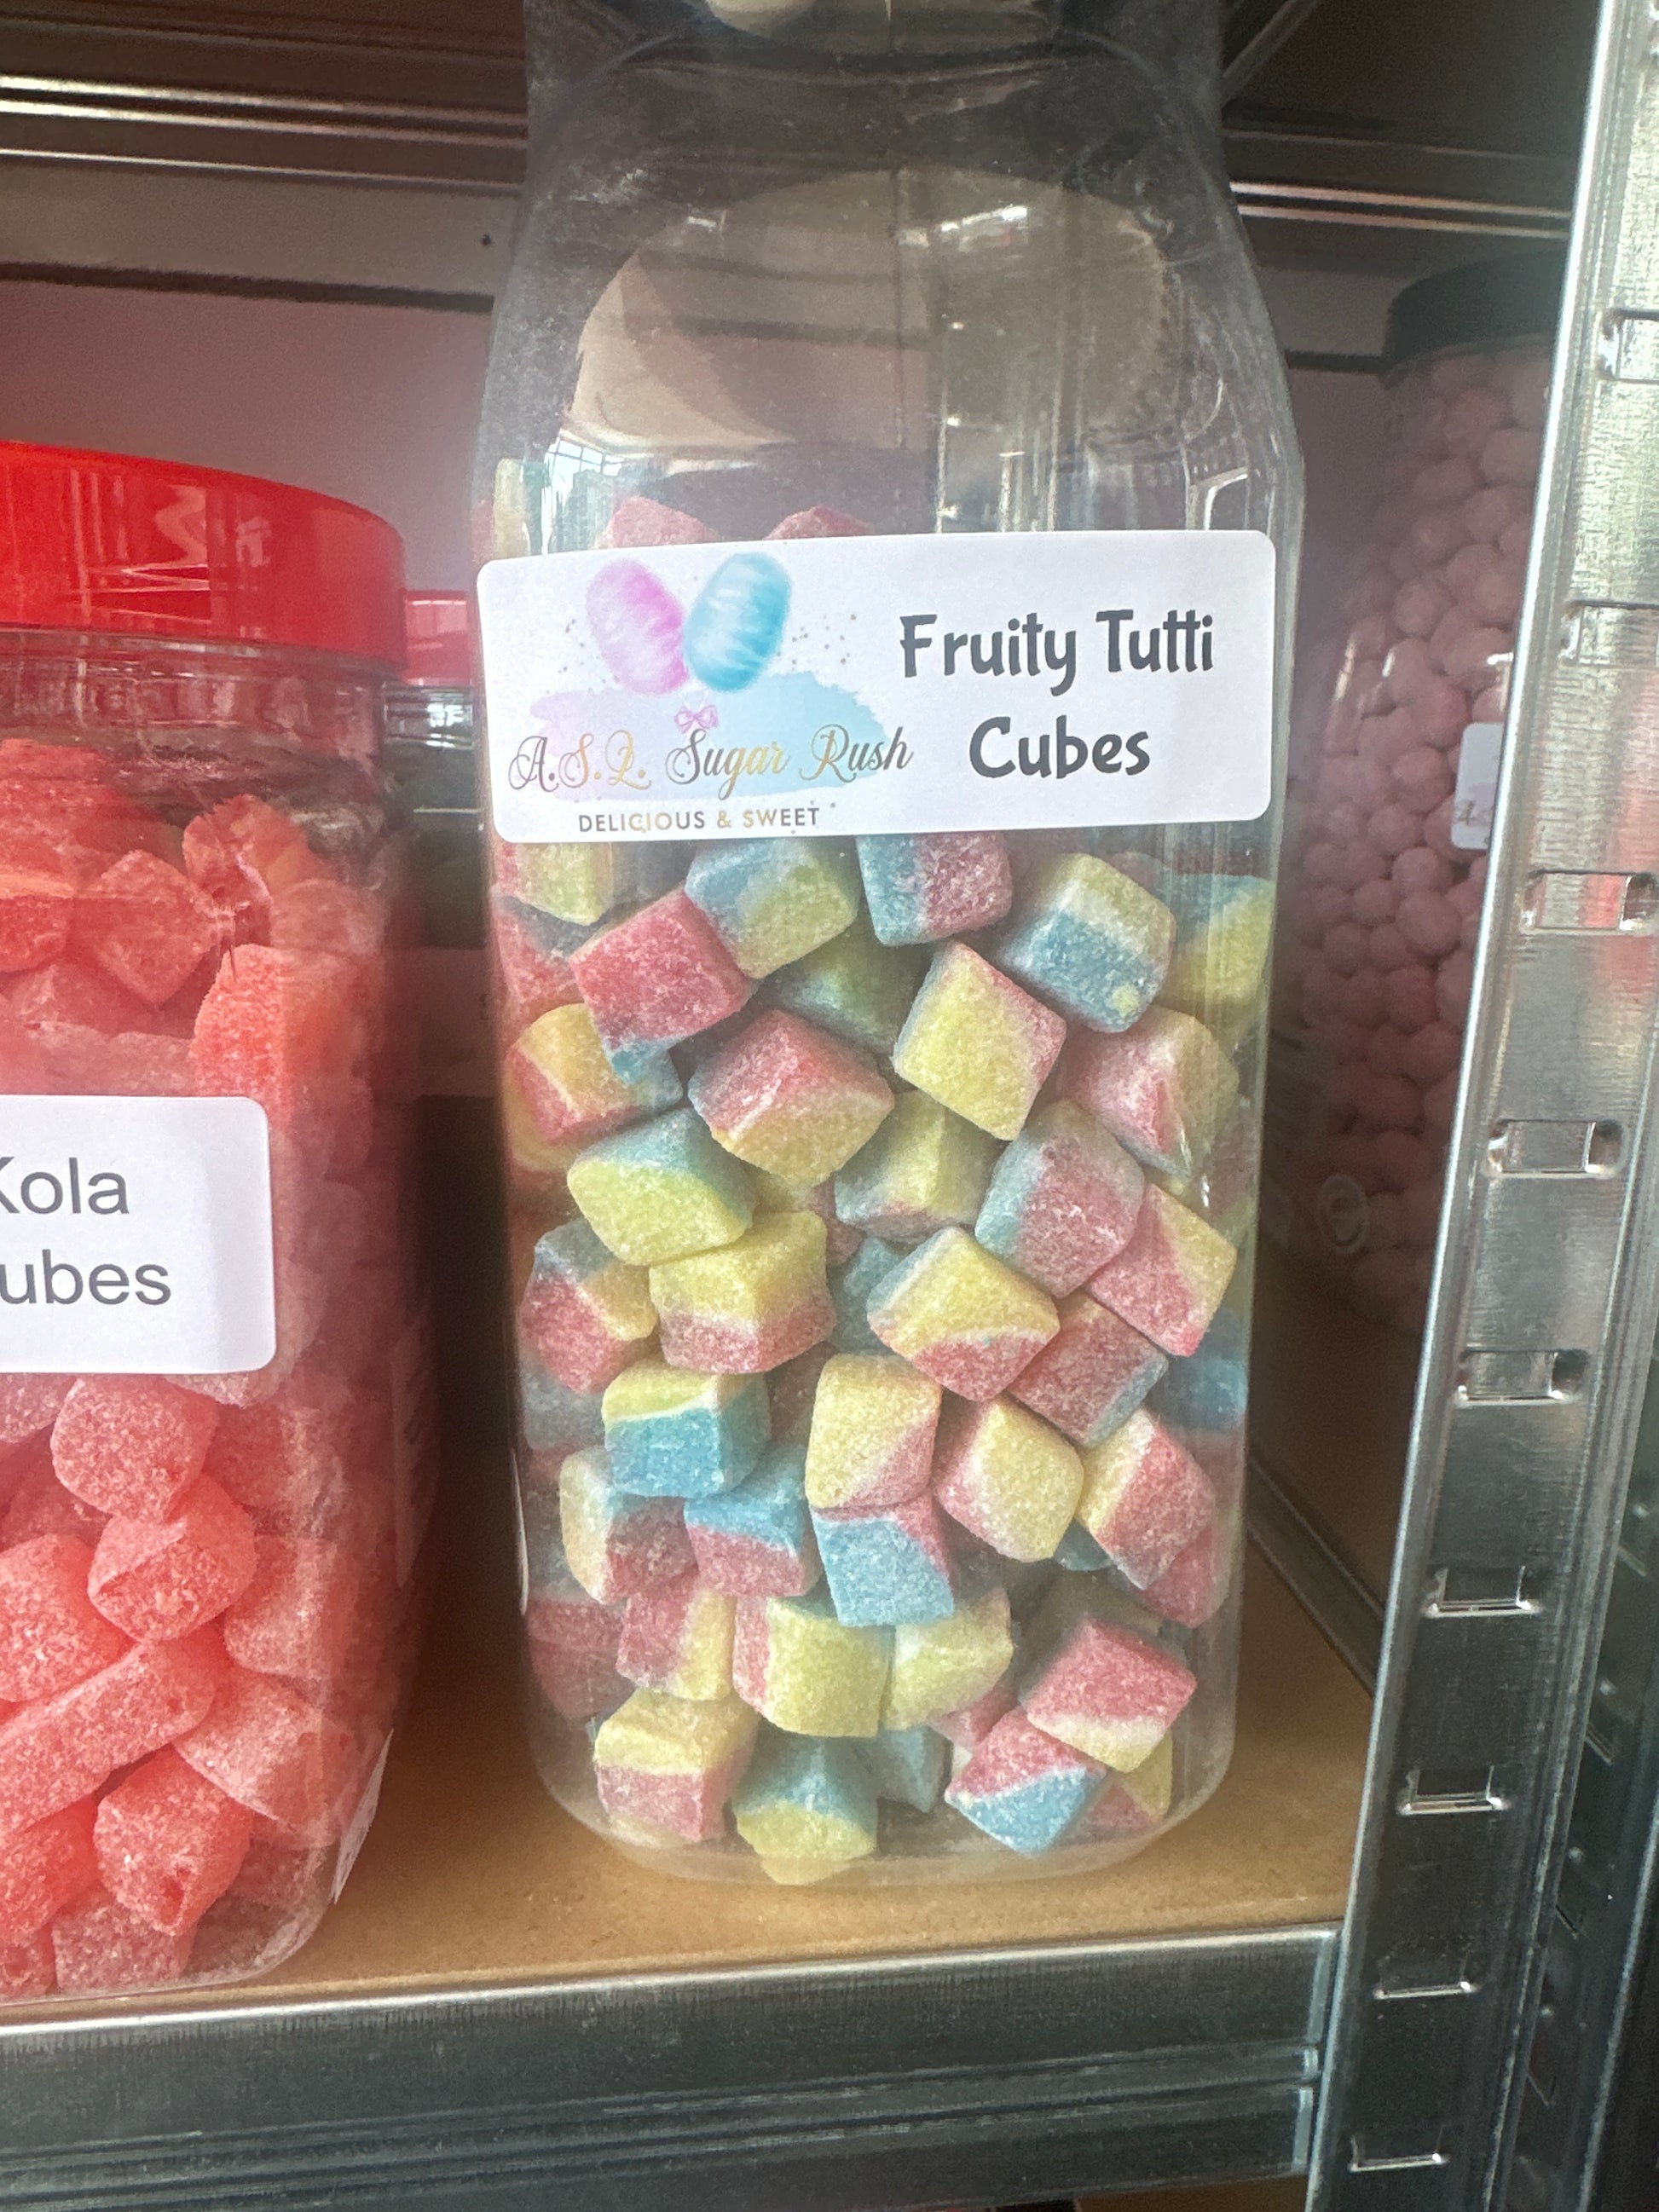 Fruity Tutti
Cubes
A.S.L. Sugar Rush
DELICIOUS & SWEET
Kola
ubes